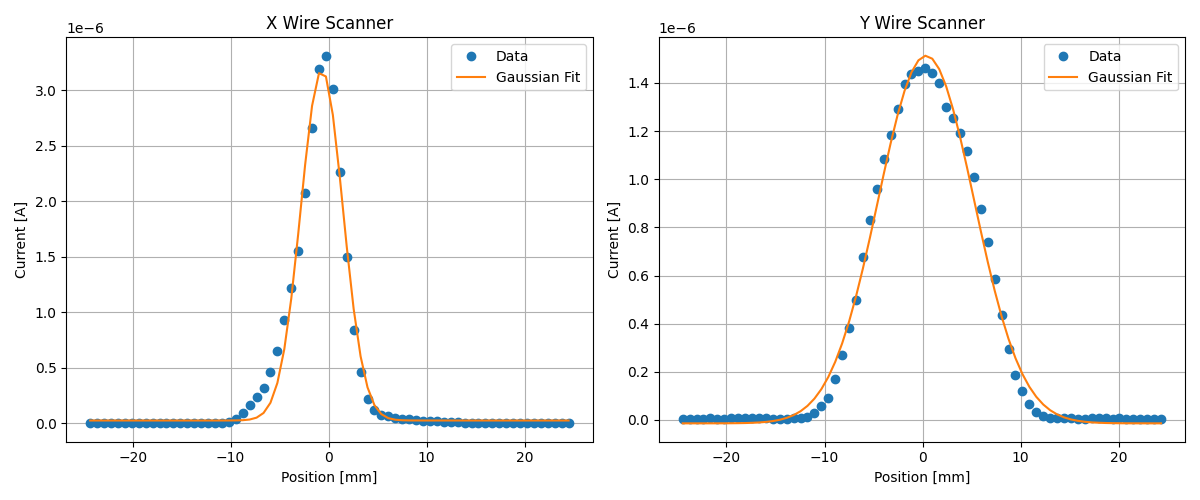 X Wire Scanner
1e−6
Data
Gaussian Fit
3.0
2.5
2.0
1.5
1.0
0.5
0.0
Current [A]
−20
−10
0
10
20
Position [mm]
Y Wire Scanner
1e−6
Data
Gaussian Fit
1.4
1.2
1.0
0.8
0.6
0.4
0.2
0.0
Current [A]
−20
−10
0
10
20
Position [mm]